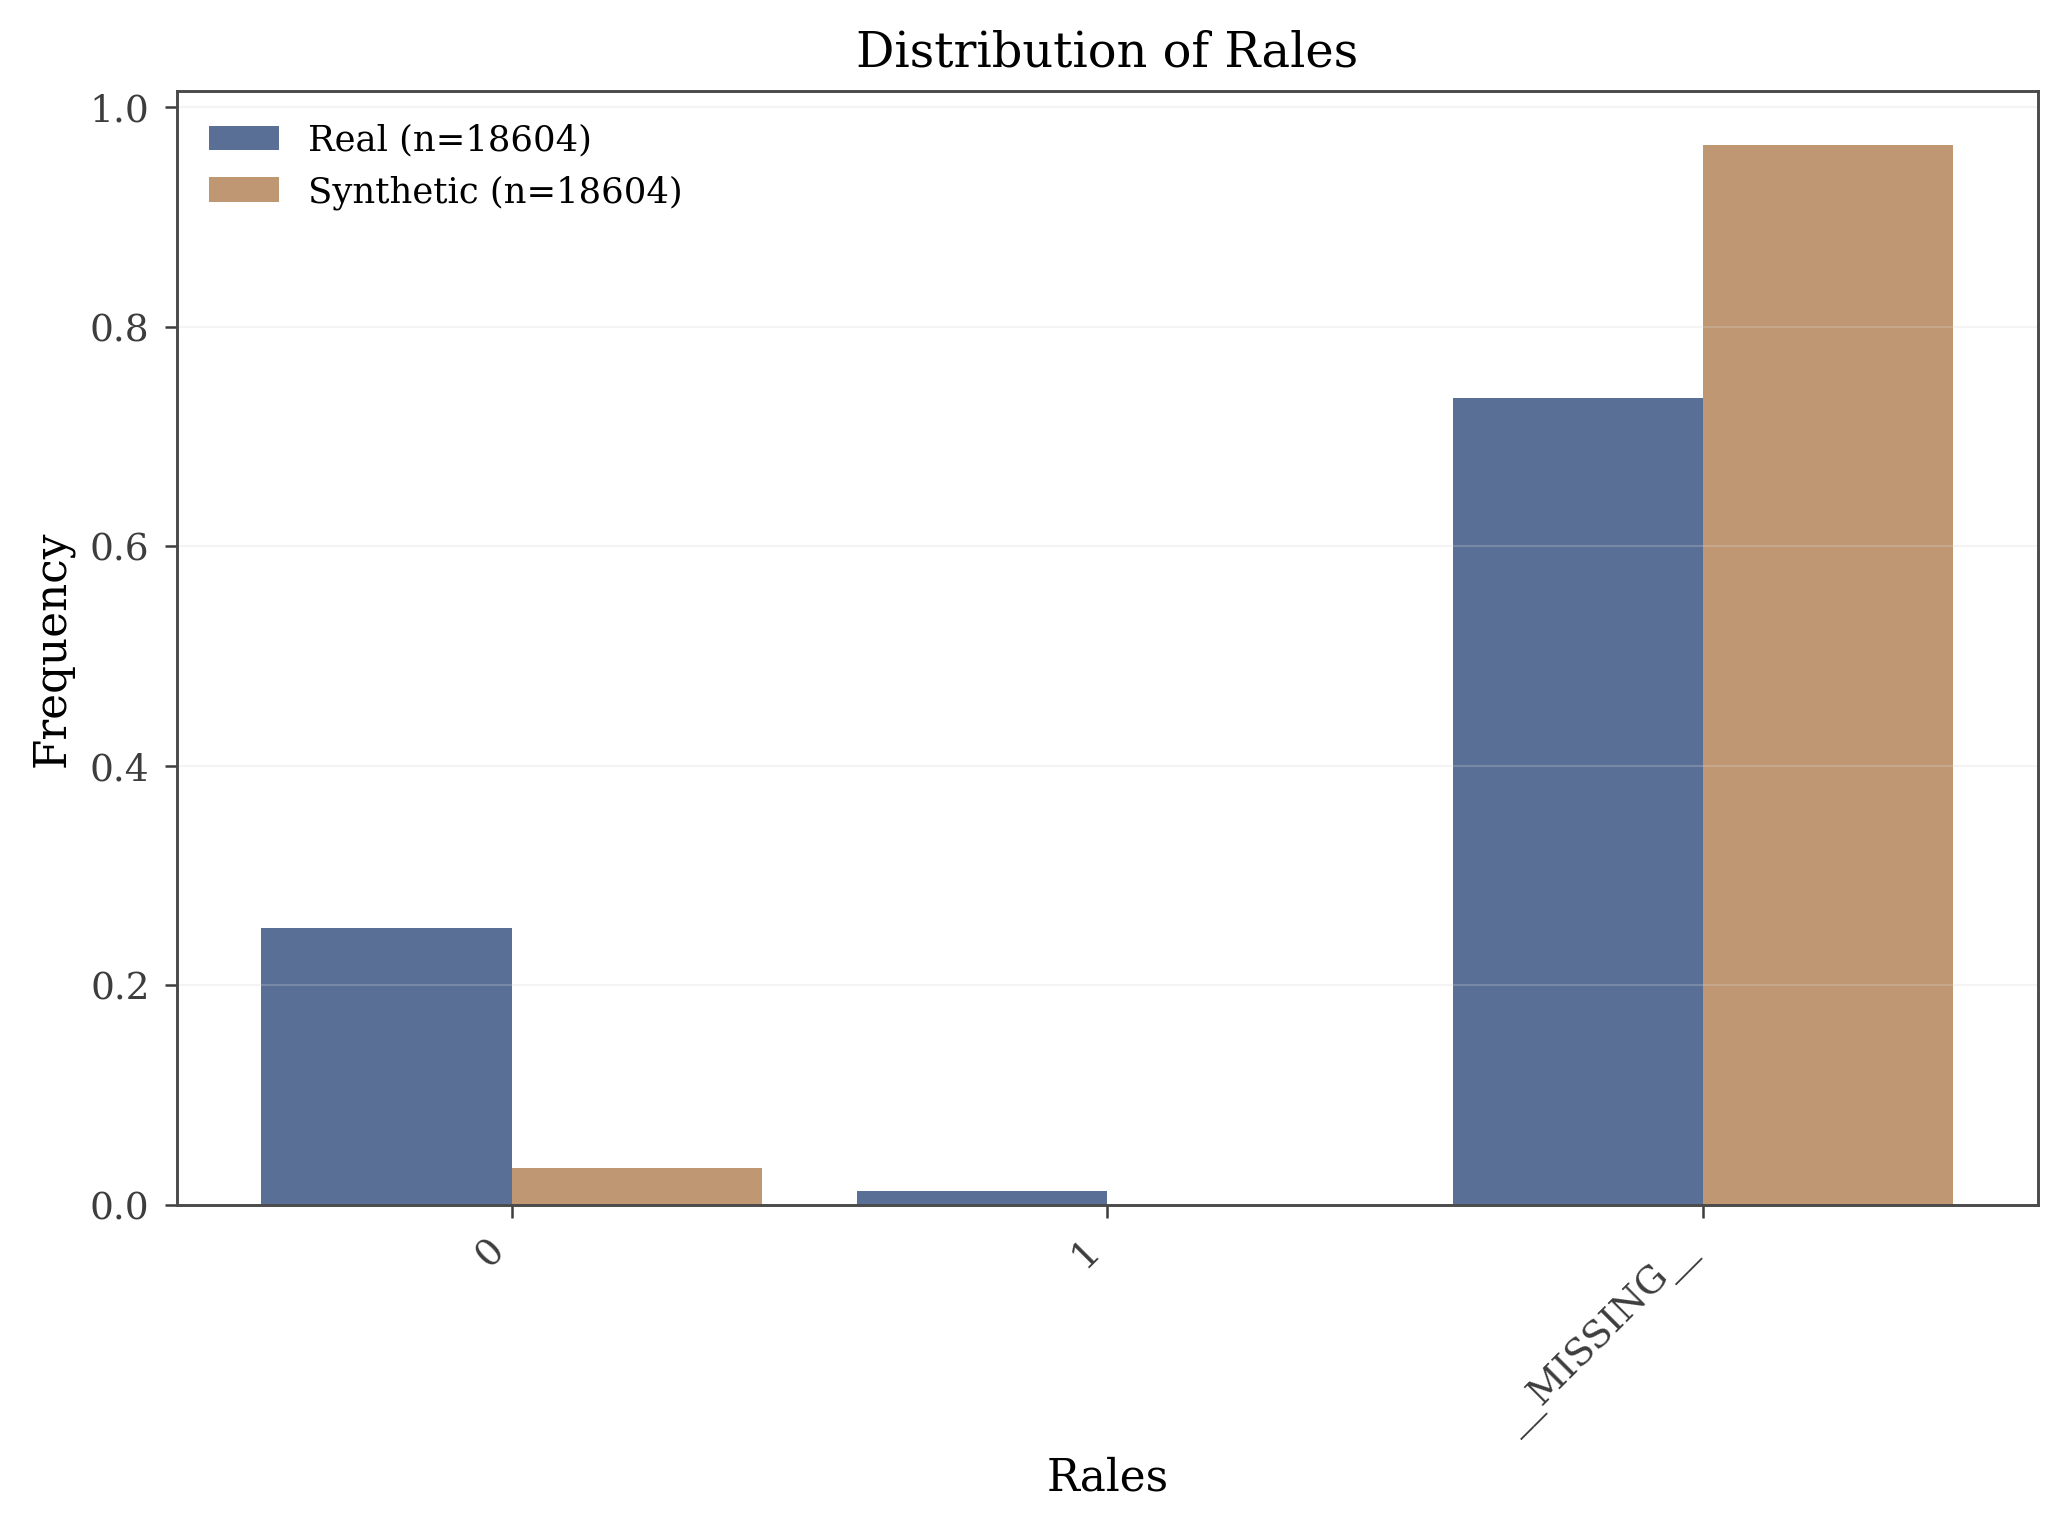 Distribution of Rales
Real (n=18604)
Synthetic (n=18604)
Frequency
1.0
0.8
0.6
0.4
0.2
0.0
0
1
__MISSING__
Rales